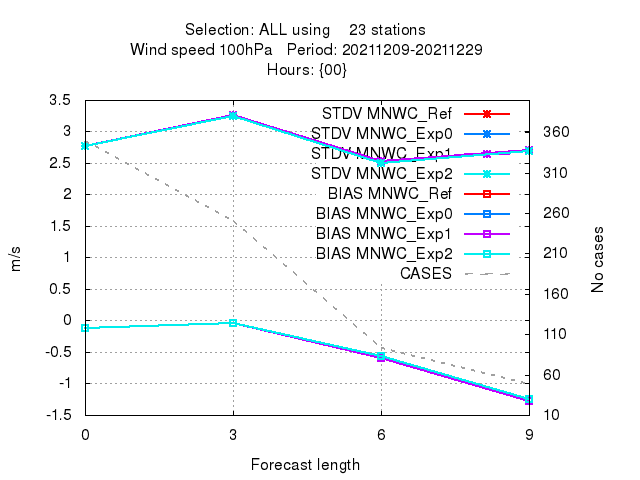 Selection: ALL using    23 stations
Wind speed 100hPa   Period: 20211209-20211229
Hours: {00}
3.5
3
2.5
2
1.5
1
0.5
0
-0.5
-1
-1.5
m/s
STDV MNWC_Ref
STDV MNWC_Exp0
STDV MNWC_Exp1
STDV MNWC_Exp2
BIAS MNWC_Ref
BIAS MNWC_Exp0
BIAS MNWC_Exp1
BIAS MNWC_Exp2
CASES
360
310
260
210
160
110
60
10
No cases
0
3
6
9
Forecast length